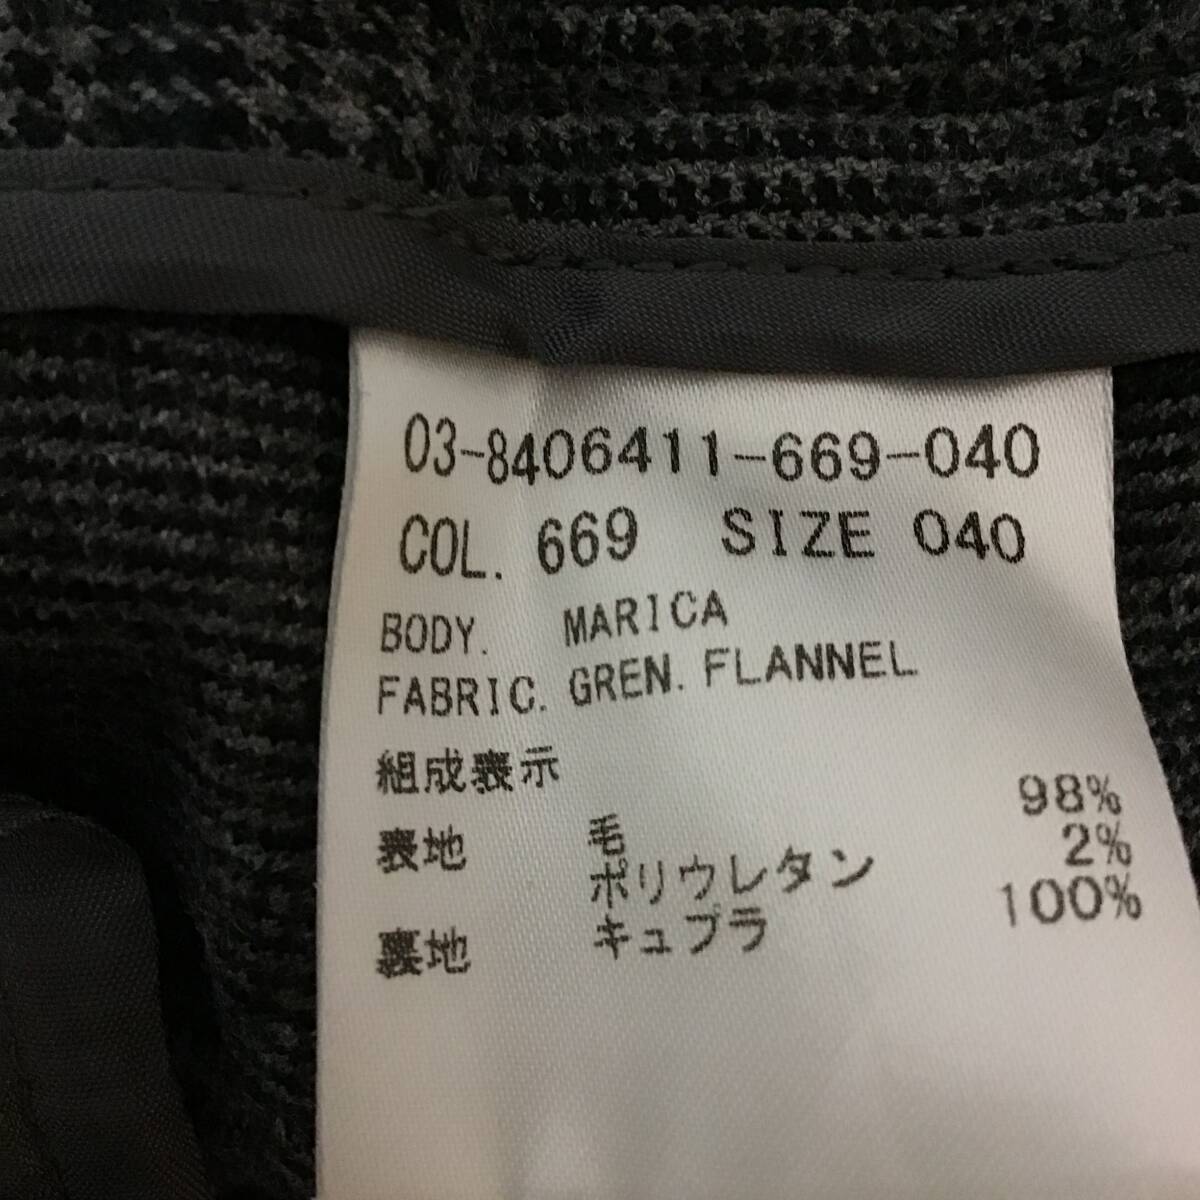 03-8406411-669-040
COL. 669 SIZE 040
BODY. MARICA
FABRIC. GREN. FLANNEL
組成表示
表地 毛 98%
ポリウレタン 2%
裏地 キュプラ 100%